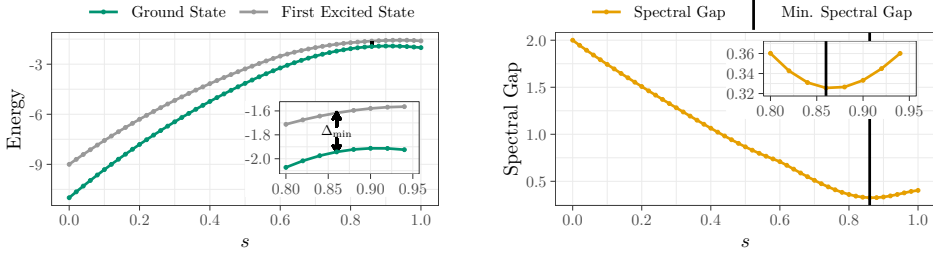 Ground State First Excited State
Energy
-3
-6
-9
0.0 0.2 0.4 0.6 0.8 1.0
s
-1.6
-1.8
-2.0
Δmin
0.80 0.85 0.90 0.95
Spectral Gap Min. Spectral Gap
Spectral Gap
2.0
1.5
1.0
0.5
0.0 0.2 0.4 0.6 0.8 1.0
s
0.36
0.34
0.32
0.80 0.85 0.90 0.95